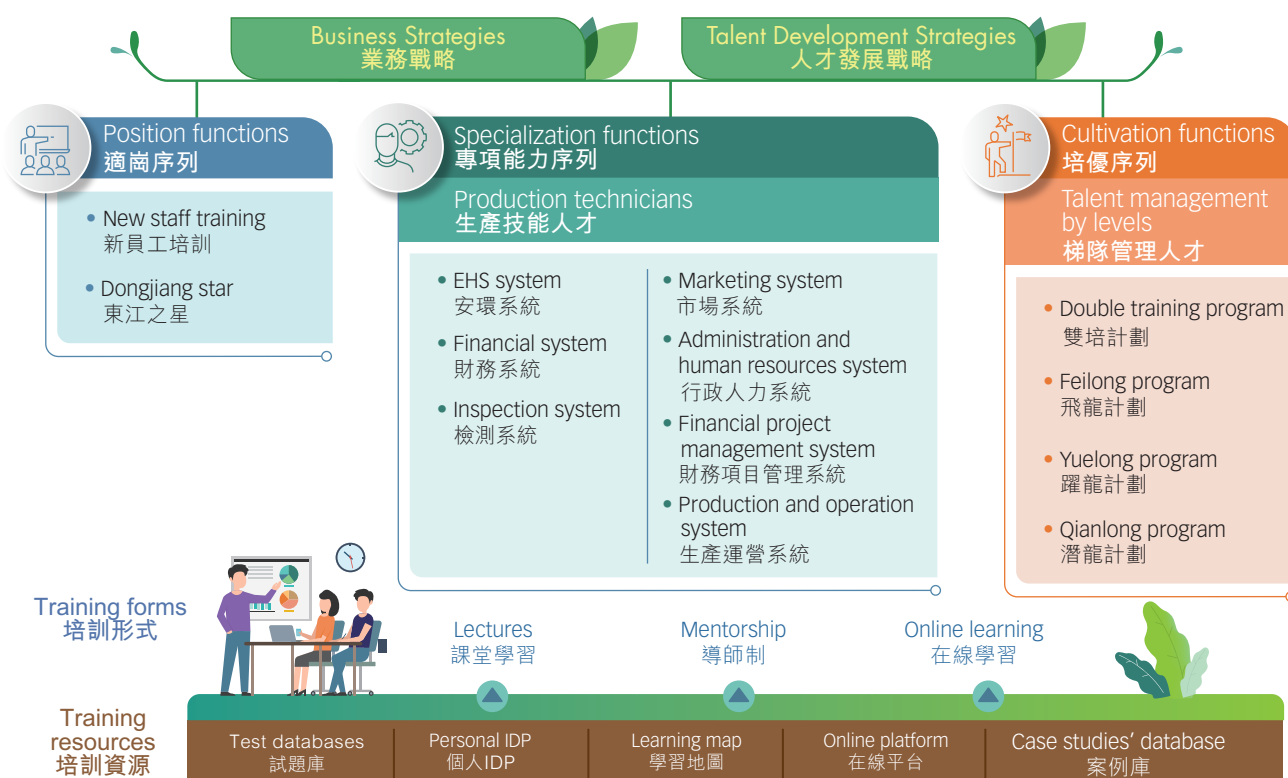 Business Strategies
業務戰略
Talent Development Strategies
人才發展戰略
Position functions
適崗序列
• New staff training
新員工培訓
• Dongjiang star
東江之星
Specialization functions
專項能力序列
Production technicians
生產技能人才
• EHS system
安環系統
• Financial system
財務系統
• Inspection system
檢測系統
• Marketing system
市場系統
• Administration and
human resources system
行政人力系統
• Financial project
management system
財務項目管理系統
• Production and operation
system
生產運營系統
Cultivation functions
培優序列
Talent management
by levels
梯隊管理人才
• Double training program
雙培計劃
• Feilong program
飛龍計劃
• Yuelong program
躍龍計劃
• Qianlong program
潛龍計劃
Training forms
培訓形式
Lectures
課堂學習
Mentorship
導師制
Online learning
在線學習
Training
resources
培訓資源
Test databases
試題庫
Personal IDP
個人IDP
Learning map
學習地圖
Online platform
在線平台
Case studies' database
案例庫